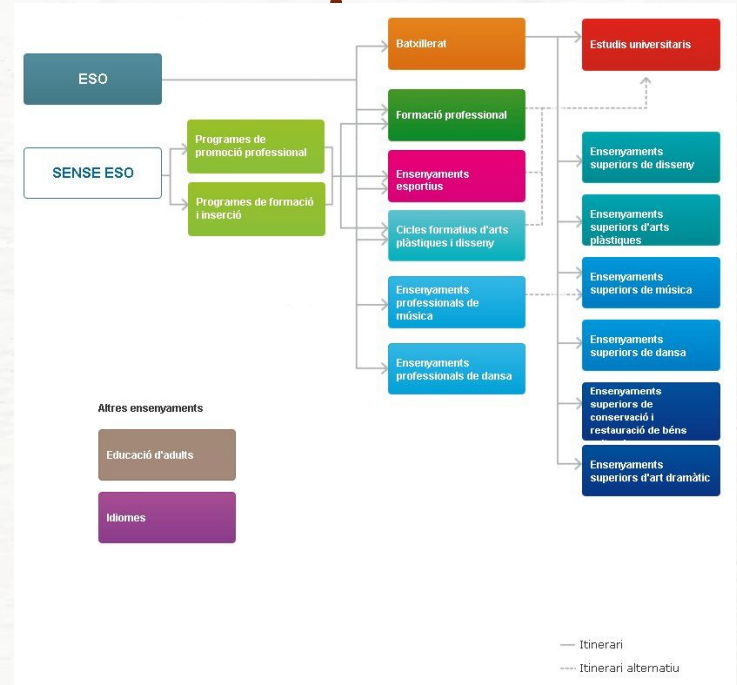 ESO
SENSE ESO
Programes de
promoció professional
Programes de formació
i inserció
Batxillerat
Formació professional
Ensenyaments
esportius
Cicles formatius d'arts
plàstiques i disseny
Ensenyaments
professionals de
música
Ensenyaments
professionals de dansa
Estudis universitaris
Ensenyaments
superiors de disseny
Ensenyaments
superiors d'arts
plàstiques
Ensenyaments
superiors de música
Ensenyaments
superiors de dansa
Ensenyaments
superiors de
conservació i
restauració de béns
Ensenyaments
superiors d'art dramàtic
Altres ensenyaments
Educació d'adults
Idiomes
Itinerari
Itinerari alternatiu